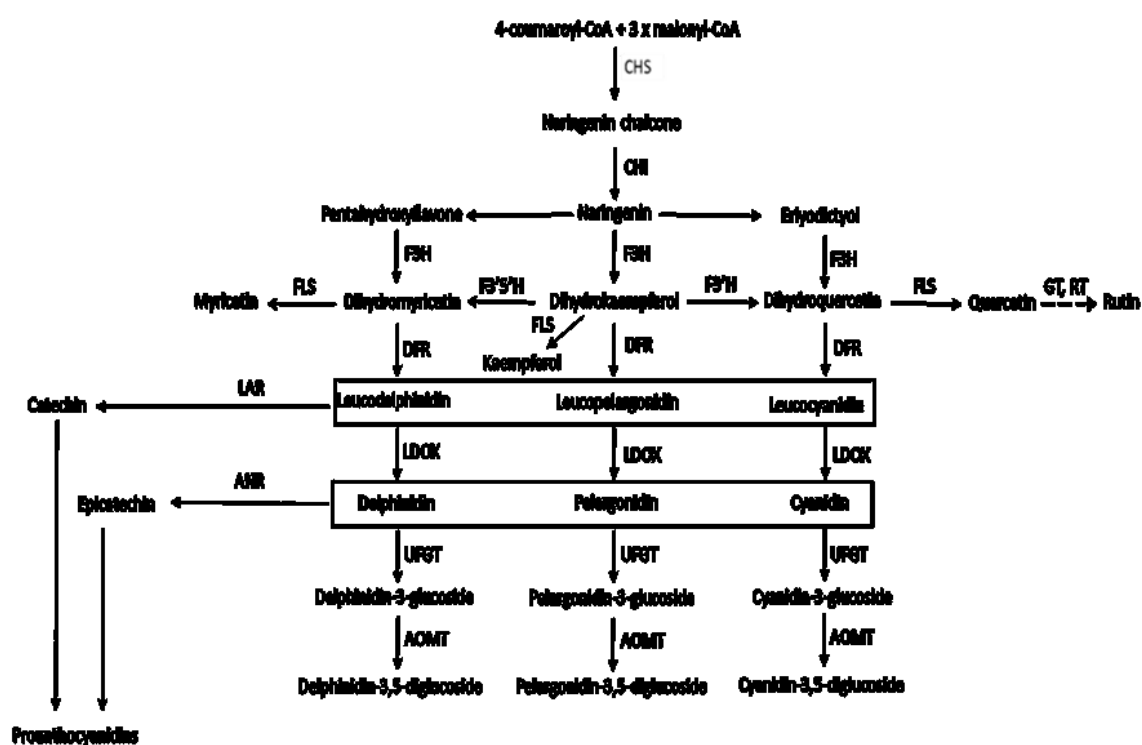 4-coumaroyl-CoA + 3 x malonyl-CoA
CHS
Naringenin chalcone
CHI
Pentahydroxyflavone Naringenin Eriyodictyol
F3H F3H F3H
Myricetin FLS Dihydromyricetin F3'5'H Dihydrokaempferol F3'H Dihydroquercetin FLS Quercetin GT, RT Rutin
FLS
Kaempferol
DFR DFR DFR
LAR
Catechin Leucodelphinidin Leucopelargonidin Leucocyanidin
LDOX LDOX LDOX
ANR
Epicatechin Delphinidin Pelargonidin Cyanidin
UFGT UFGT UFGT
Delphinidin-3-glucoside Pelargonidin-3-glucoside Cyanidin-3-glucoside
AOMT AOMT AOMT
Delphinidin-3,5-diglucoside Pelargonidin-3,5-diglucoside Cyanidin-3,5-diglucoside
Proanthocyanidins